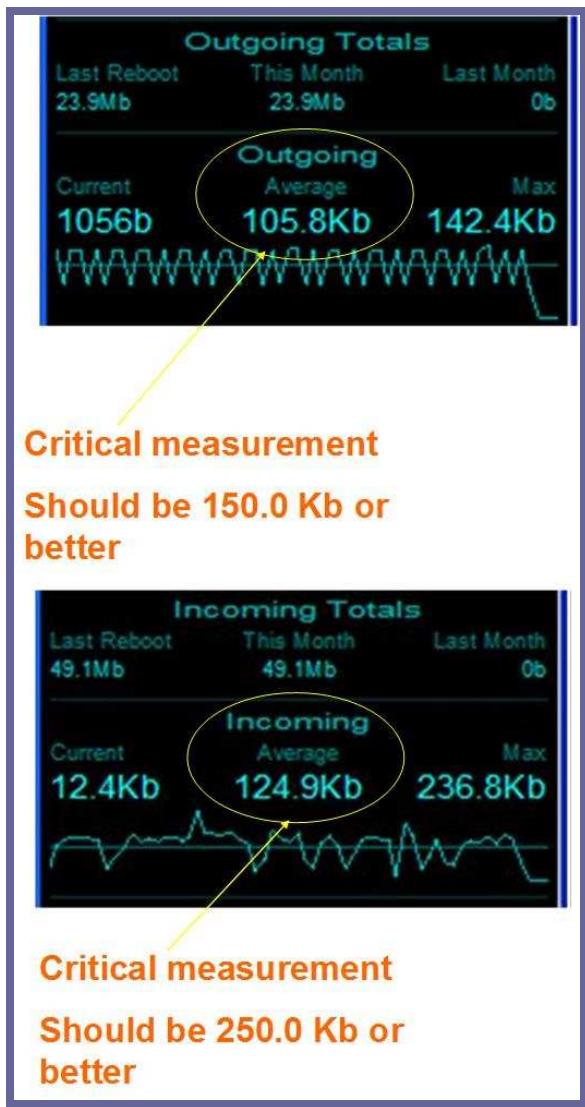 Outgoing Totals
Last Reboot This Month Last Month
23.9Mb 23.9Mb 0b
Outgoing
Current Average Max
1056b 105.8Kb 142.4Kb
Critical measurement
Should be 150.0 Kb or
better
Incoming Totals
Last Reboot This Month Last Month
49.1Mb 49.1Mb 0b
Incoming
Current Average Max
12.4Kb 124.9Kb 236.8Kb
Critical measurement
Should be 250.0 Kb or
better